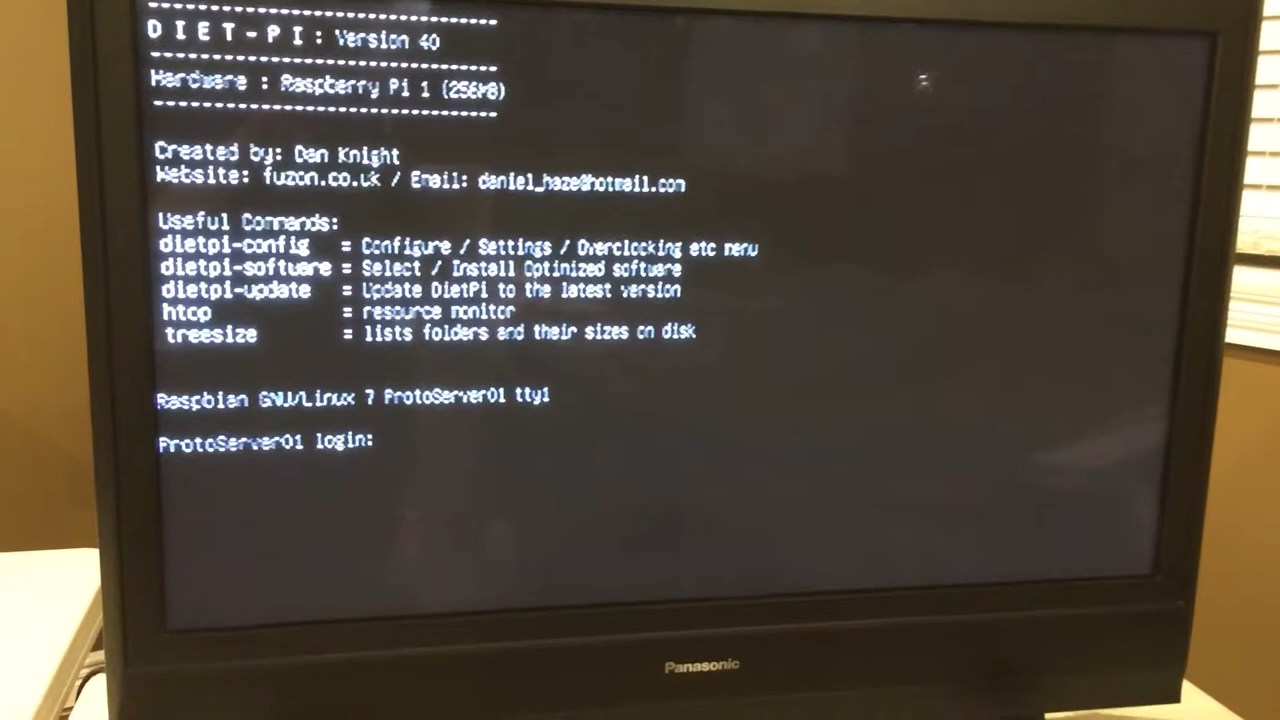 DIET-PI: Version 40
Hardware : Raspberry Pi 1 (256MB)
Created by: Dan Knight
Website: fuzon.co.uk / Email: daniel_haze@hotmail.com
Useful Commands:
dietpi-config = Configure / Settings / Overclocking etc menu
dietpi-software = Select / Install Optimized software
dietpi-update = Update DietPi to the latest version
htop = resource monitor
treesize = lists folders and their sizes on disk
Raspbian GNU/Linux 7 ProtoServer01 tty1
ProtoServer01 login:
Panasonic